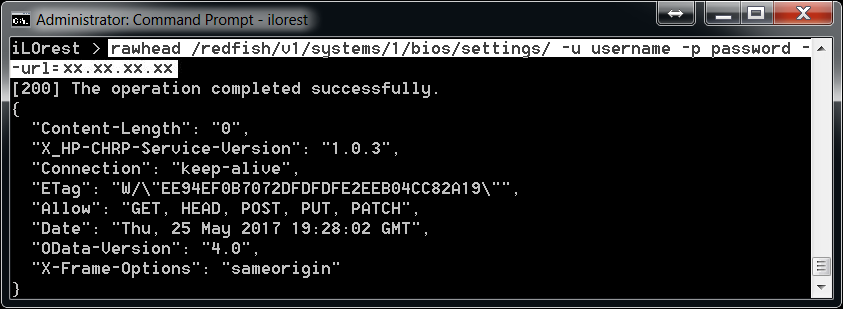 Administrator: Command Prompt - ilorest
iLOrest > rawhead /redfish/v1/systems/1/bios/settings/ -u username -p password -
-url=xx.xx.xx.xx
[200] The operation completed successfully.
{
  "Content-Length": "0",
  "X_HP-CHRP-Service-Version": "1.0.3",
  "Connection": "keep-alive",
  "ETag": "W/\"EE94EF0B7072DFDFDFE2EEB04CC82A19\"",
  "Allow": "GET, HEAD, POST, PUT, PATCH",
  "Date": "Thu, 25 May 2017 19:28:02 GMT",
  "OData-Version": "4.0",
  "X-Frame-Options": "sameorigin"
}